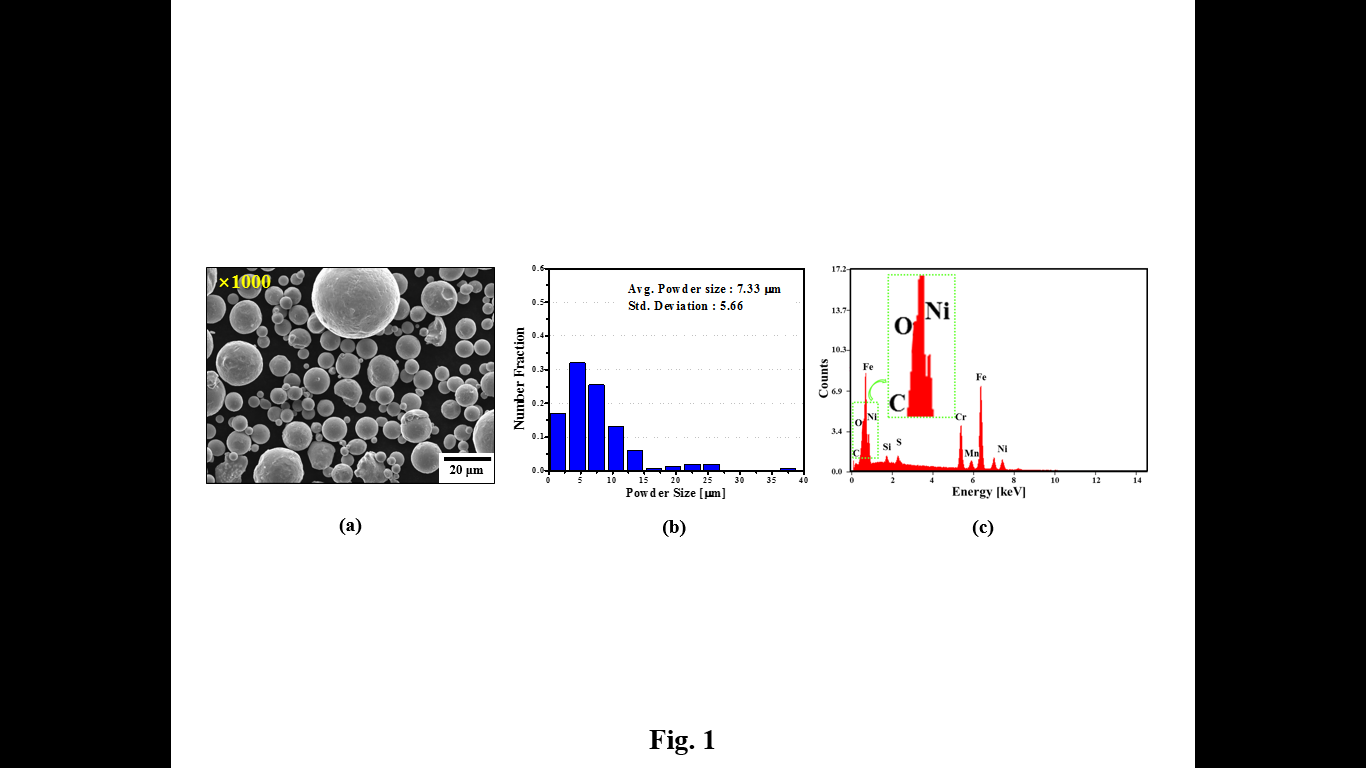 ×1000
20 μm
(a)
0.6
0.5
0.4
0.3
0.2
0.1
0.0
Number Fraction
Avg. Powder size : 7.33 μm
Std. Deviation : 5.66
0 5 10 15 20 25 30 35 40
Powder Size [μm]
(b)
17.2
13.7
10.3
6.9
3.4
0.0
Counts
O Ni
C
Fe
O Ni
C
Si S
Cr
Mn
Fe
Ni
0 2 4 6 8 10 12 14
Energy [keV]
(c)
Fig. 1